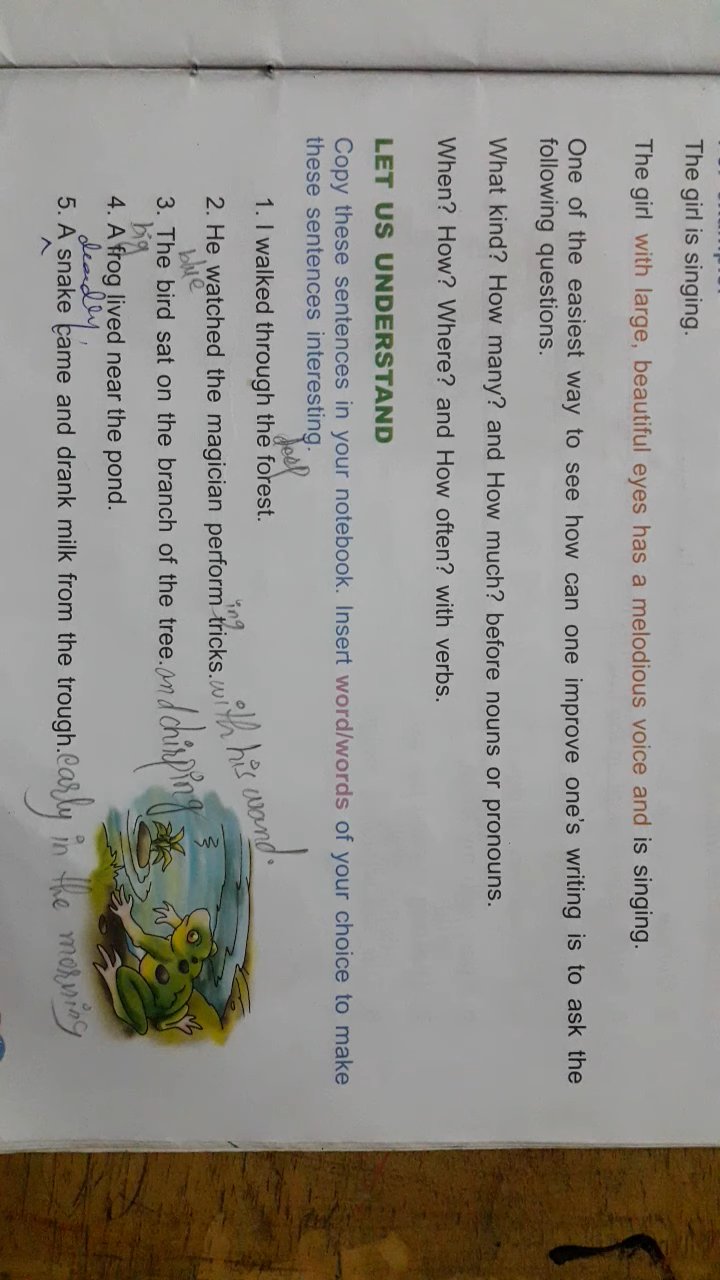 The girl is singing.
The girl with large, beautiful eyes has a melodious voice and is singing.
One of the easiest way to see how can one improve one's writing is to ask the
following questions.
What kind? How many? and How much? before nouns or pronouns.
When? How? Where? and How often? with verbs.
LET US UNDERSTAND
Copy these sentences in your notebook. Insert word/words of your choice to make
these sentences interesting.
deep
1. I walked through the forest.
ing
2. He watched the magician perform tricks. with his wand.
blue
3. The bird sat on the branch of the tree. and chirping
big
4. A frog lived near the pond.
deadly,
5. A snake came and drank milk from the trough. early in the morning